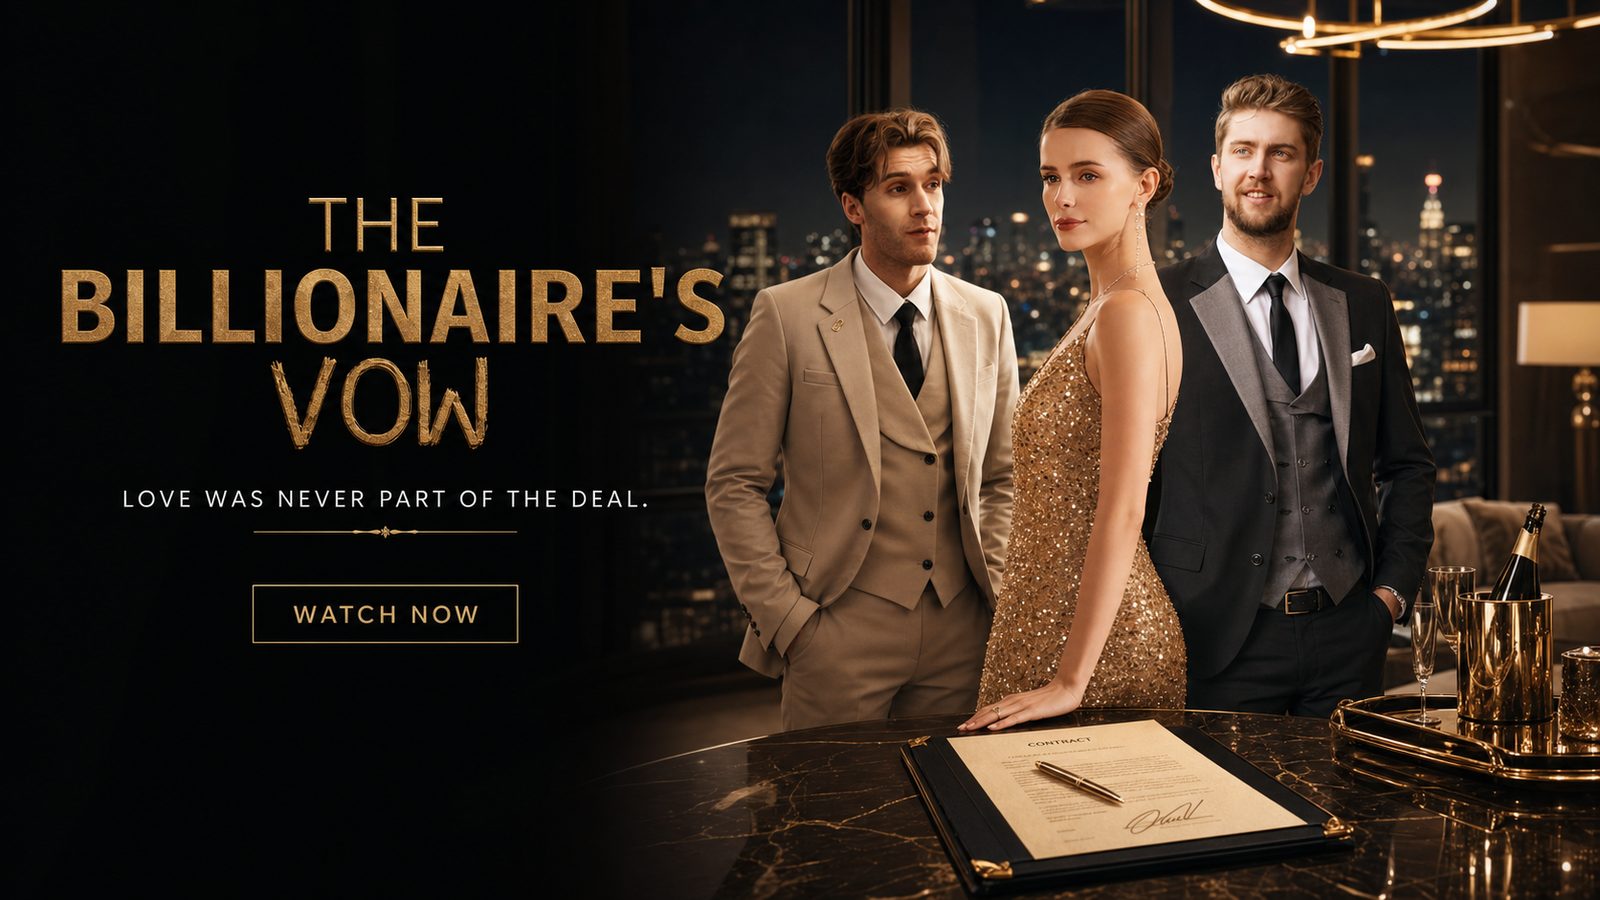 THE
BILLIONAIRE'S
VOW
LOVE WAS NEVER PART OF THE DEAL.
WATCH NOW
CONTRACT